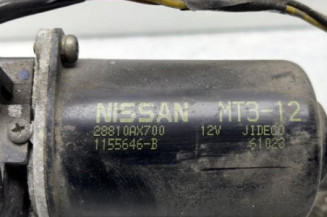 NISSAN MT3-12
28810AX700 12V JIDECO
1155646-B 61023